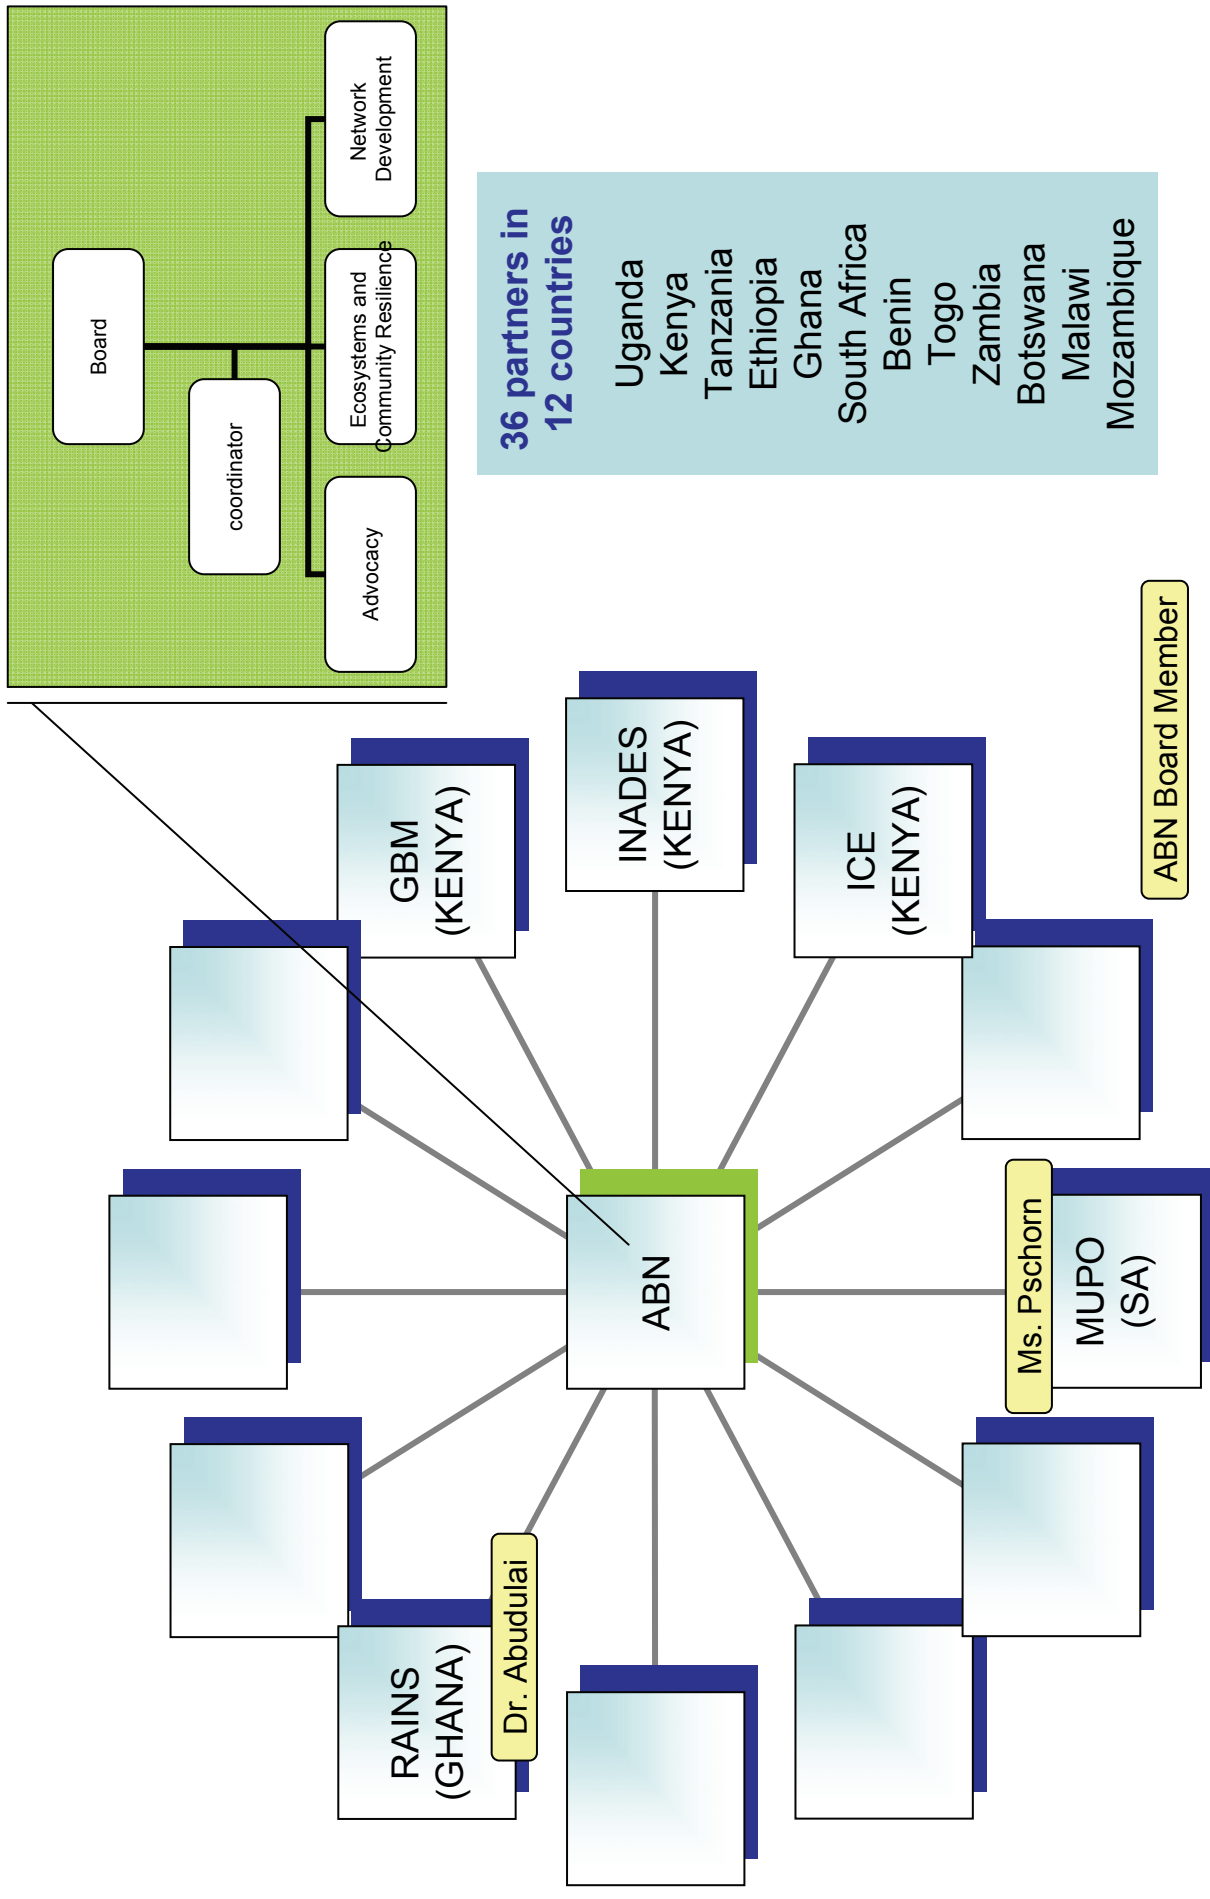 Board
coordinator
Advocacy
Ecosystems and
Community Resilience
Network
Development
36 partners in
12 countries
Uganda
Kenya
Tanzania
Ethiopia
Ghana
South Africa
Benin
Togo
Zambia
Botswana
Malawi
Mozambique
RAINS
(GHANA)
Dr. Abudulai
GBM
(KENYA)
ABN
INADES
(KENYA)
ICE
(KENYA)
Ms. Pschorn
MUPO
(SA)
ABN Board Member